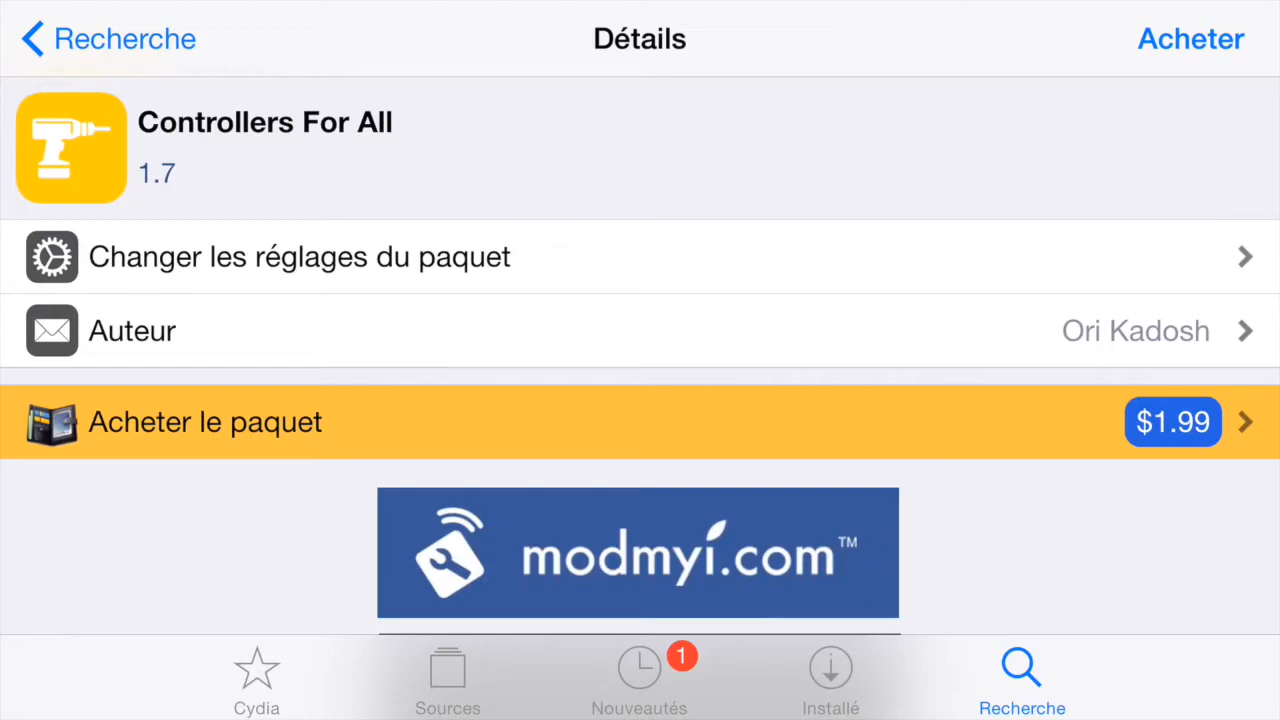 Recherche
Détails
Acheter
Controllers For All
1.7
Changer les réglages du paquet
Auteur
Ori Kadosh
Acheter le paquet
$1.99
modmyi.com™
1
Cydia
Sources
Nouveautés
Installé
Recherche